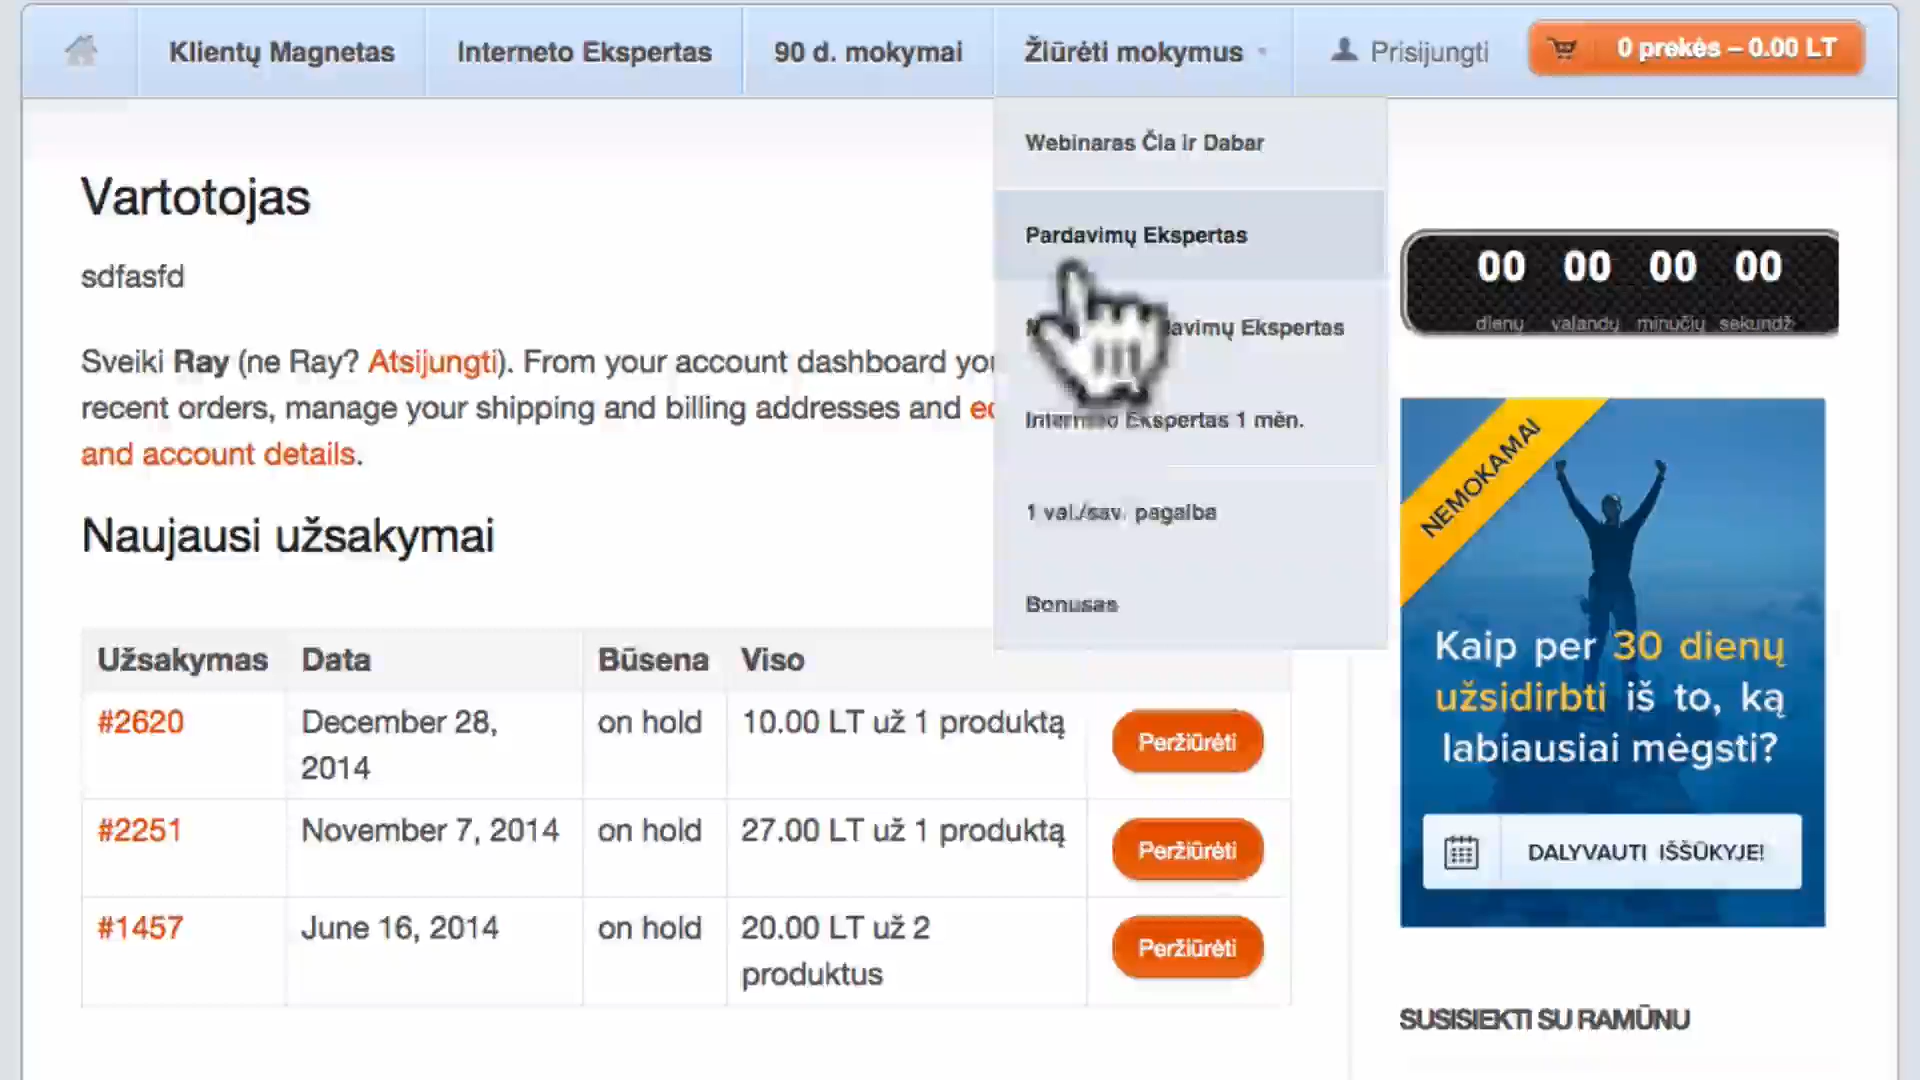 Klientų Magnetas
Interneto Ekspertas
90 d. mokymai
Žiūrėti mokymus
Prisijungti
0 prekės – 0.00 LT
Webinaras Čia ir Dabar
Pardavimų Ekspertas
Ekspertas
Ekspertas 1 mėn.
1 val./sav. pagalba
Bonusas
Vartotojas
sdfasfd
Sveiki Ray (ne Ray? Atsijungti). From your account dashboard
recent orders, manage your shipping and billing addresses and
and account details.
Naujausi užsakymai
Užsakymas Data Būsena Viso
#2620 December 28, 2014 on hold 10.00 LT už 1 produktą Peržiūrėti
#2251 November 7, 2014 on hold 27.00 LT už 1 produktą Peržiūrėti
#1457 June 16, 2014 on hold 20.00 LT už 2 produktus Peržiūrėti
00 00 00 00
dienų valandų minučių sekundž
NEMOKAMAI
Kaip per 30 dienų
užsidirbti iš to, ką
labiausiai mėgsti?
DALYVAUTI IŠŠŪKYJE!
SUSISIEKTI SU RAMŪNU